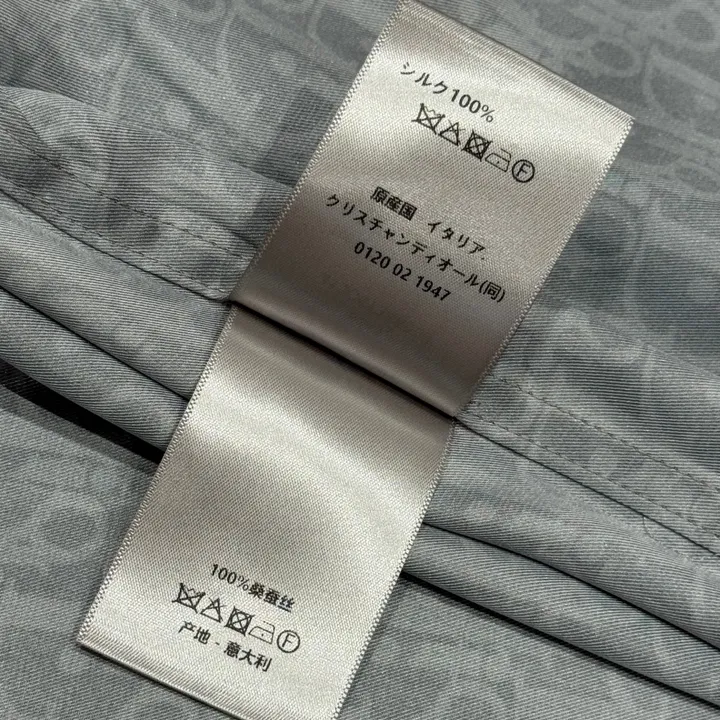 シルク100%
F
原産国 イタリア.
クリスチャンディオール(同)
0120 02 1947
100%桑蚕丝
F
产地 - 意大利